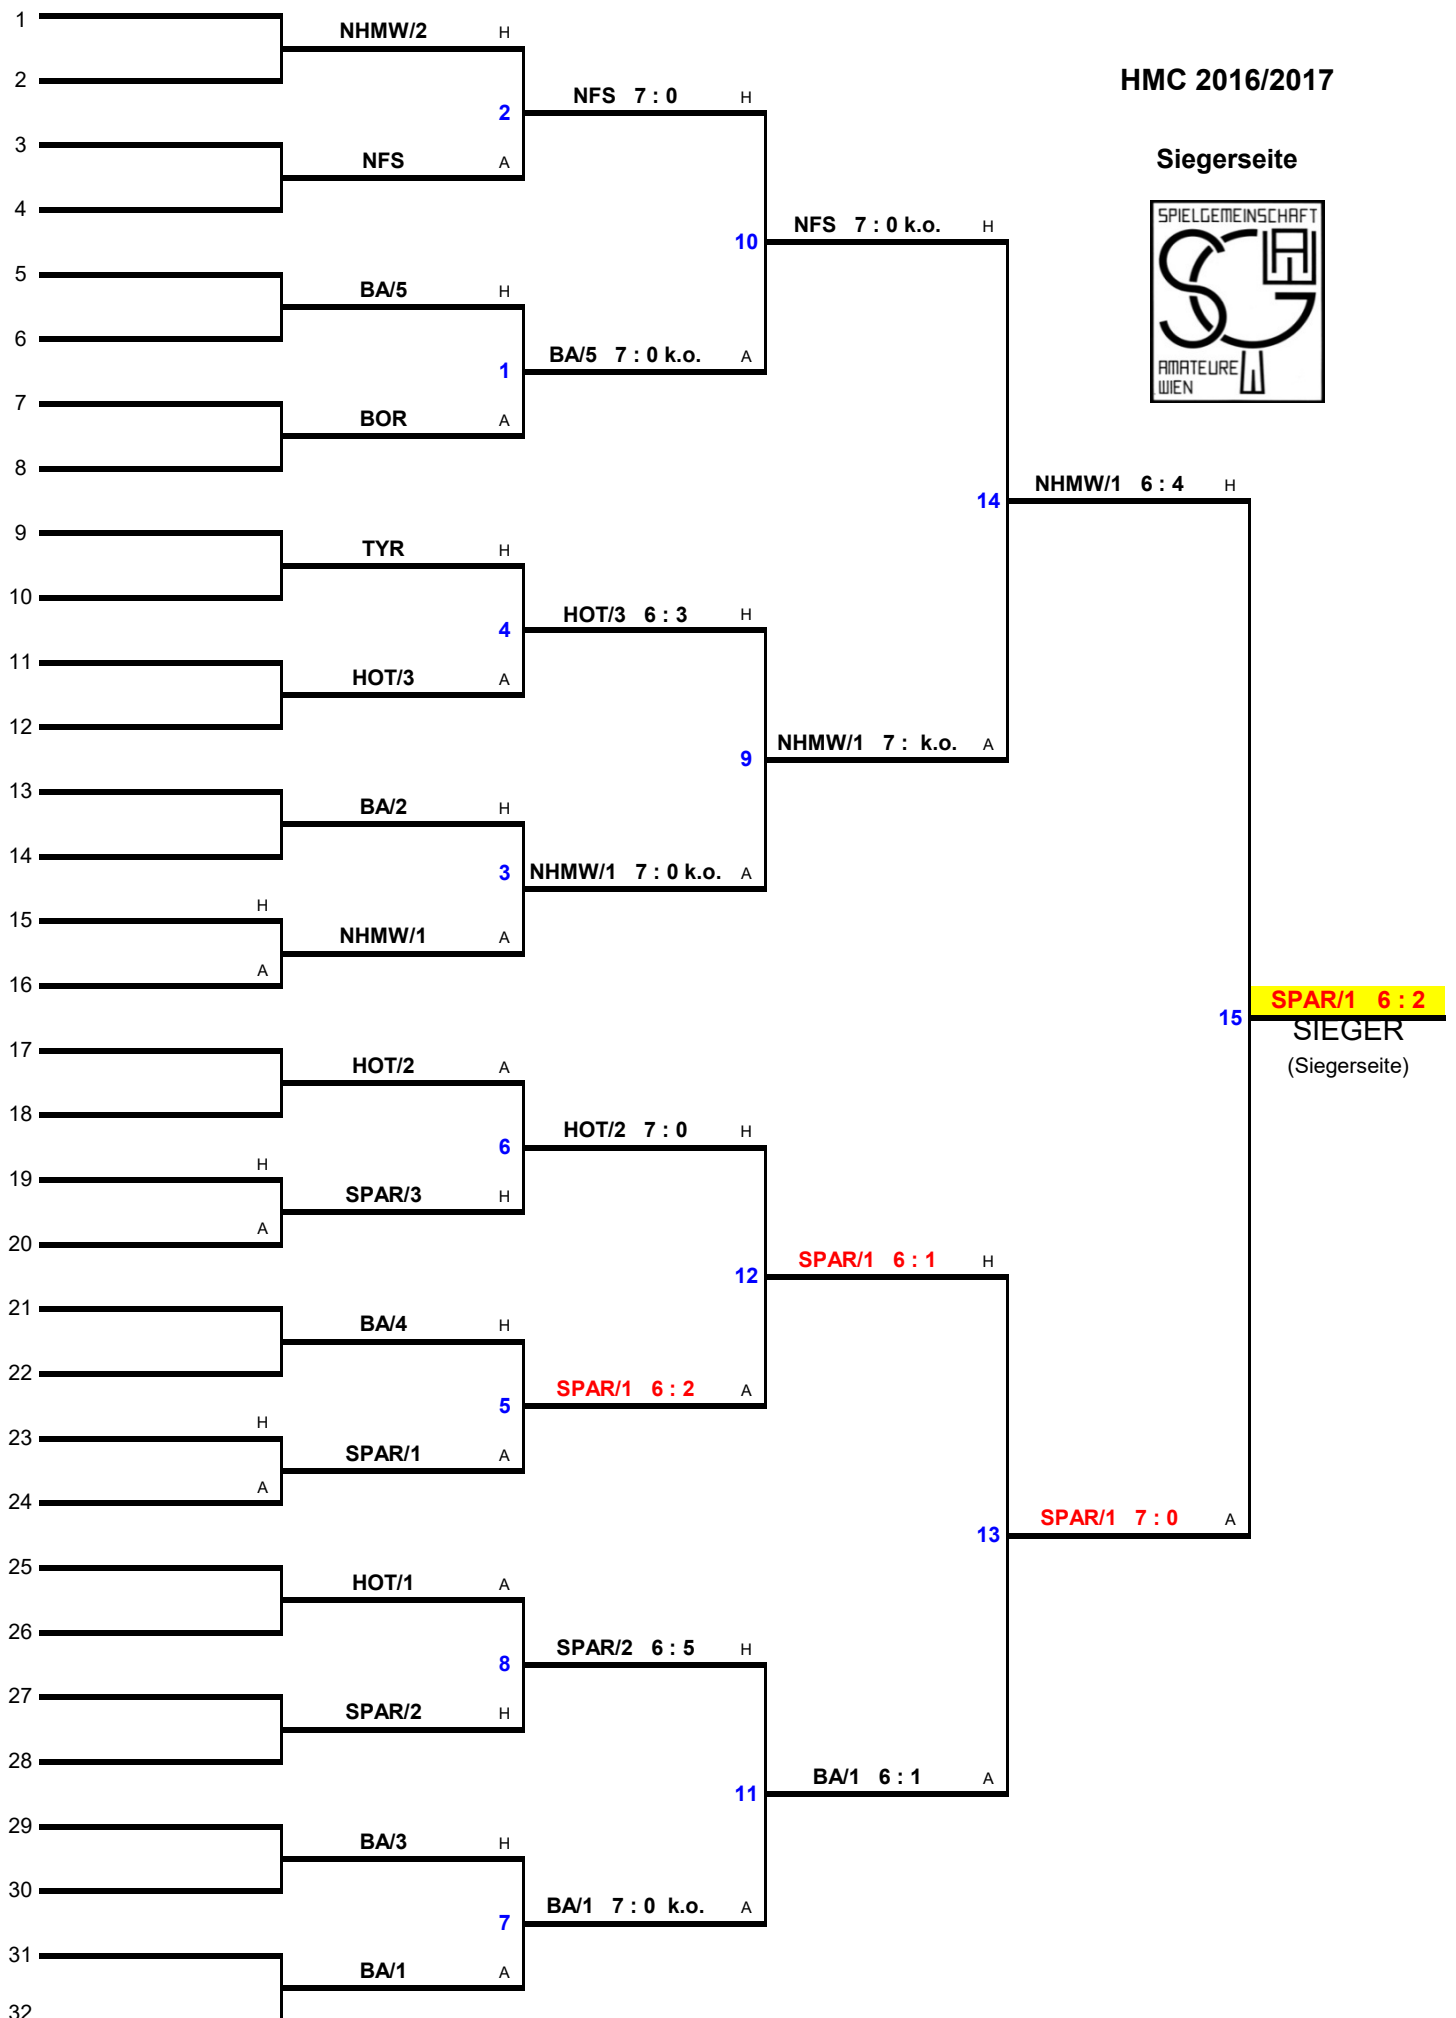 1
NHMW/2 H
2
HMC 2016/2017
NFS 7 : 0 H
2
3
NFS A
Siegerseite
4
SPIELGEMEINSCHAFT
SG
AW
AMATEURE
WIEN
NFS 7 : 0 k.o. H
10
5
BA/5 H
6
BA/5 7 : 0 k.o. A
1
7
BOR A
8
NHMW/1 6 : 4 H
14
9
TYR H
10
HOT/3 6 : 3 H
4
11
HOT/3 A
12
NHMW/1 7 : k.o. A
9
13
BA/2 H
14
3
NHMW/1 7 : 0 k.o. A
H
15
NHMW/1 A
A
16
SPAR/1 6 : 2
15
SIEGER
(Siegerseite)
17
HOT/2 A
18
HOT/2 7 : 0 H
6
H
19
SPAR/3 H
A
20
SPAR/1 6 : 1 H
12
21
BA/4 H
22
SPAR/1 6 : 2 A
5
H
23
SPAR/1 A
A
24
SPAR/1 7 : 0 A
13
25
HOT/1 A
26
SPAR/2 6 : 5 H
8
27
SPAR/2 H
28
BA/1 6 : 1 A
11
29
BA/3 H
30
BA/1 7 : 0 k.o. A
7
31
BA/1 A
32